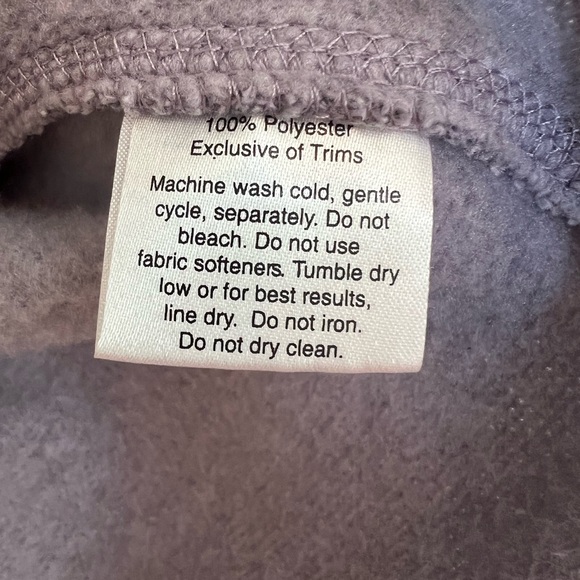 100% Polyester
Exclusive of Trims
Machine wash cold, gentle
cycle, separately. Do not
bleach. Do not use
fabric softeners. Tumble dry
low or for best results,
line dry. Do not iron.
Do not dry clean.